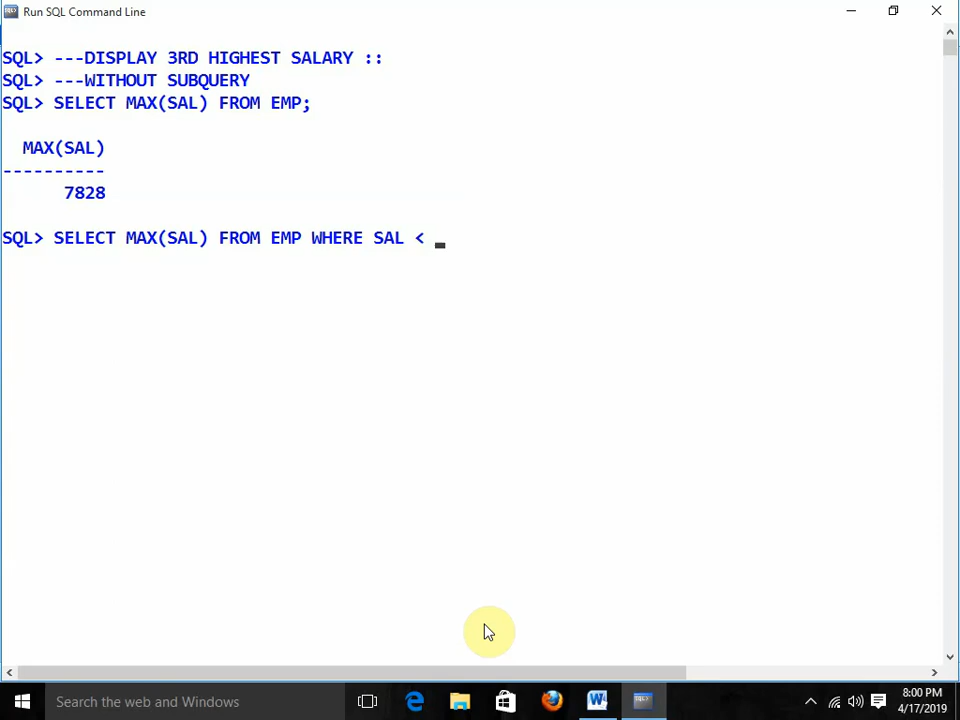 Run SQL Command Line
SQL> ---DISPLAY 3RD HIGHEST SALARY ::
SQL> ---WITHOUT SUBQUERY
SQL> SELECT MAX(SAL) FROM EMP;
MAX(SAL)
----------
7828
SQL> SELECT MAX(SAL) FROM EMP WHERE SAL < _
Search the web and Windows
8:00 PM
4/17/2019